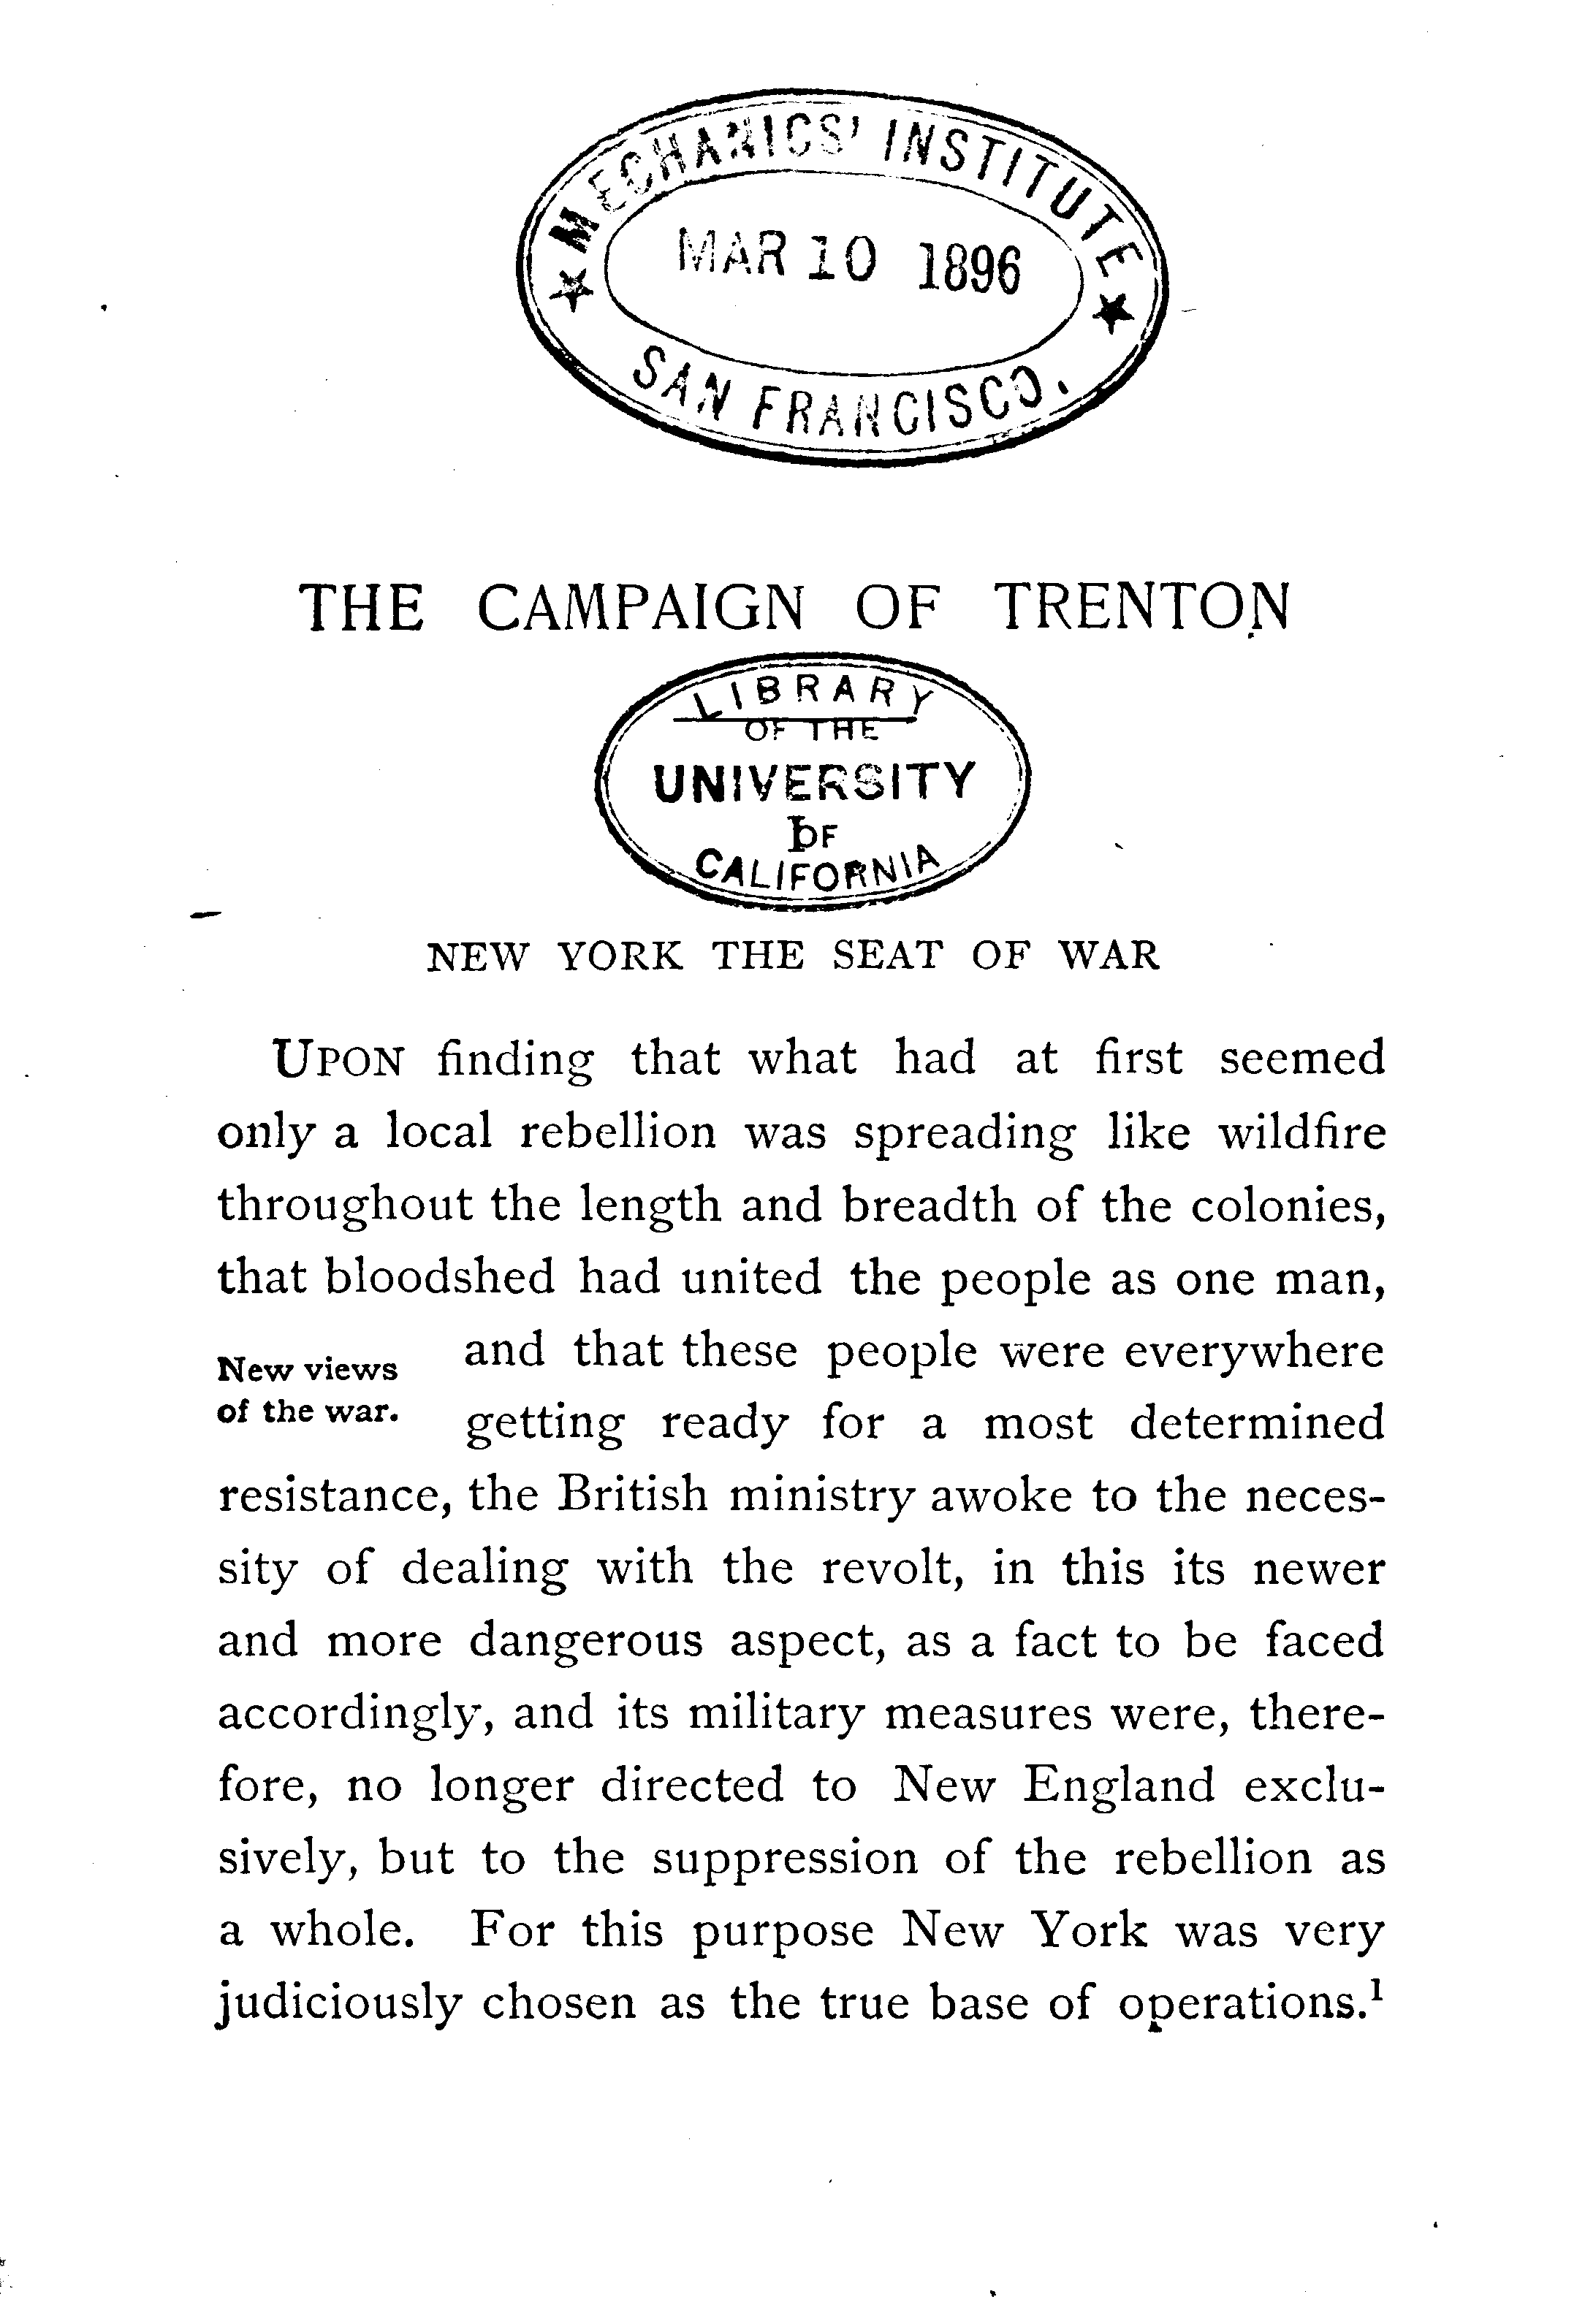 MECHANICS' INSTITUTE
MAR 10 1896
SAN FRANCISCO.
THE CAMPAIGN OF TRENTON
LIBRARY
OF THE
UNIVERSITY
OF
CALIFORNIA
I
NEW YORK THE SEAT OF WAR
UPON finding that what had at first seemed
only a local rebellion was spreading like wildfire
throughout the length and breadth of the colonies,
that bloodshed had united the people as one man,
New views
of the war.
and that these people were everywhere
getting ready for a most determined
resistance, the British ministry awoke to the neces-
sity of dealing with the revolt, in this its newer
and more dangerous aspect, as a fact to be faced
accordingly, and its military measures were, there-
fore, no longer directed to New England exclu-
sively, but to the suppression of the rebellion as
a whole. For this purpose New York was very
judiciously chosen as the true base of operations.¹